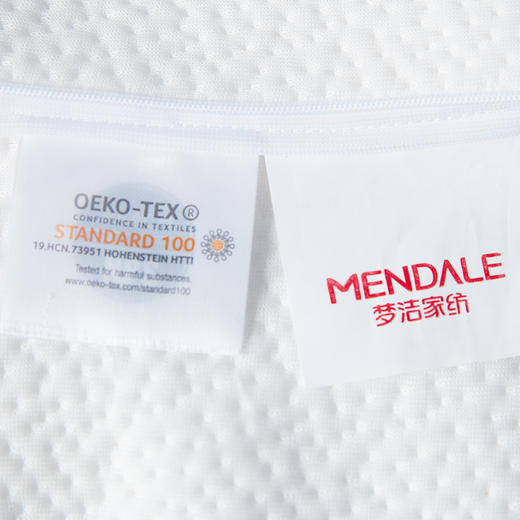 OEKO-TEX®
CONFIDENCE IN TEXTILES
STANDARD 100
19.HCN.73951 HOHENSTEIN HTTI
Tested for harmful substances.
www.oeko-tex.com/standard100
MENDALE
梦洁家纺